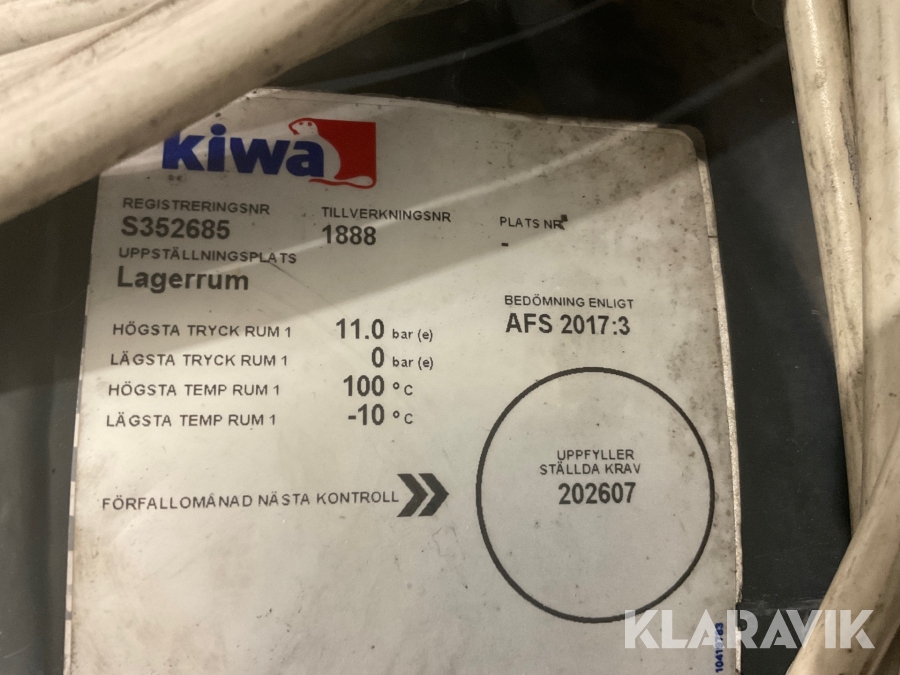 kiwa
REGISTRERINGSNR
S352685
TILLVERKNINGSNR
1888
PLATS NR
-
UPPSTÄLLNINGSPLATS
Lagerrum
HÖGSTA TRYCK RUM 1 11.0 bar (e)
LÄGSTA TRYCK RUM 1 0 bar (e)
HÖGSTA TEMP RUM 1 100 °C
LÄGSTA TEMP RUM 1 -10 °C
BEDÖMNING ENLIGT
AFS 2017:3
FÖRFALLOMÅNAD NÄSTA KONTROLL
UPPFYLLER
STÄLLDA KRAV
202607
KLARAVIK